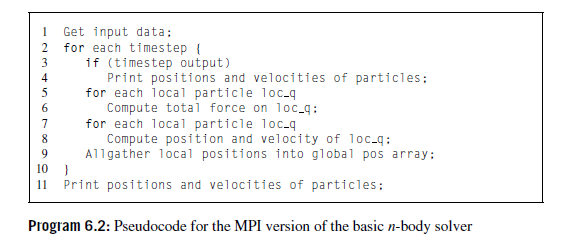 1 Get input data;
2 for each timestep {
3 if (timestep output)
4 Print positions and velocities of particles;
5 for each local particle loc_q
6 Compute total force on loc_q;
7 for each local particle loc_q
8 Compute position and velocity of loc_q;
9 Allgather local positions into global pos array;
10 }
11 Print positions and velocities of particles;
Program 6.2: Pseudocode for the MPI version of the basic n-body solver